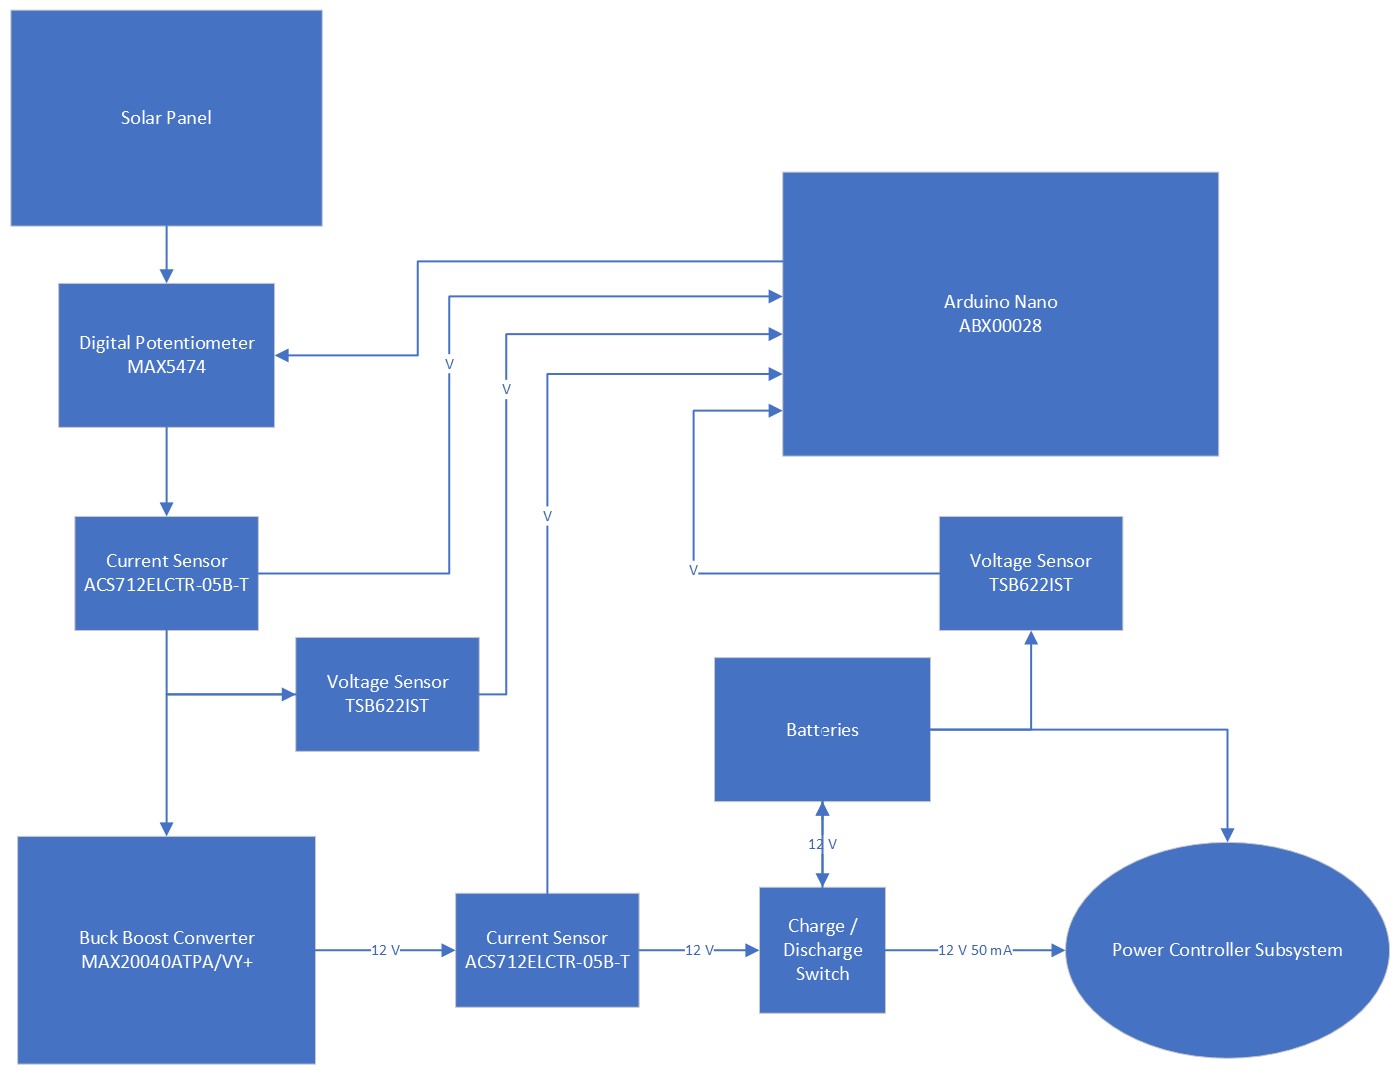 Solar Panel
Digital Potentiometer
MAX5474
Arduino Nano
ABX00028
V
V
V
V
Current Sensor
ACS712ELCTR-05B-T
Voltage Sensor
TSB622IST
Voltage Sensor
TSB622IST
Batteries
12 V
Buck Boost Converter
MAX20040ATPA/VY+
12 V
Current Sensor
ACS712ELCTR-05B-T
12 V
Charge /
Discharge
Switch
12 V 50 mA
Power Controller Subsystem